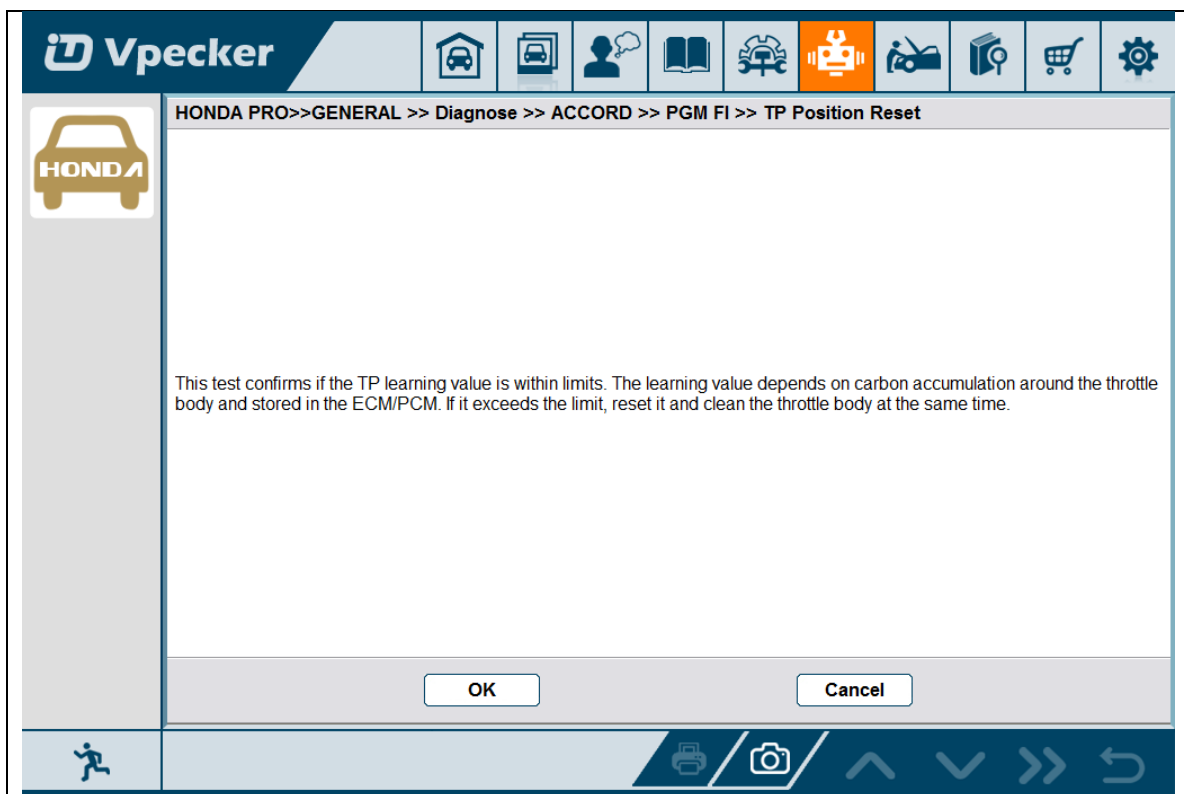 Vpecker
HONDA PRO>>GENERAL >> Diagnose >> ACCORD >> PGM FI >> TP Position Reset
HONDA
This test confirms if the TP learning value is within limits. The learning value depends on carbon accumulation around the throttle
body and stored in the ECM/PCM. If it exceeds the limit, reset it and clean the throttle body at the same time.
OK
Cancel